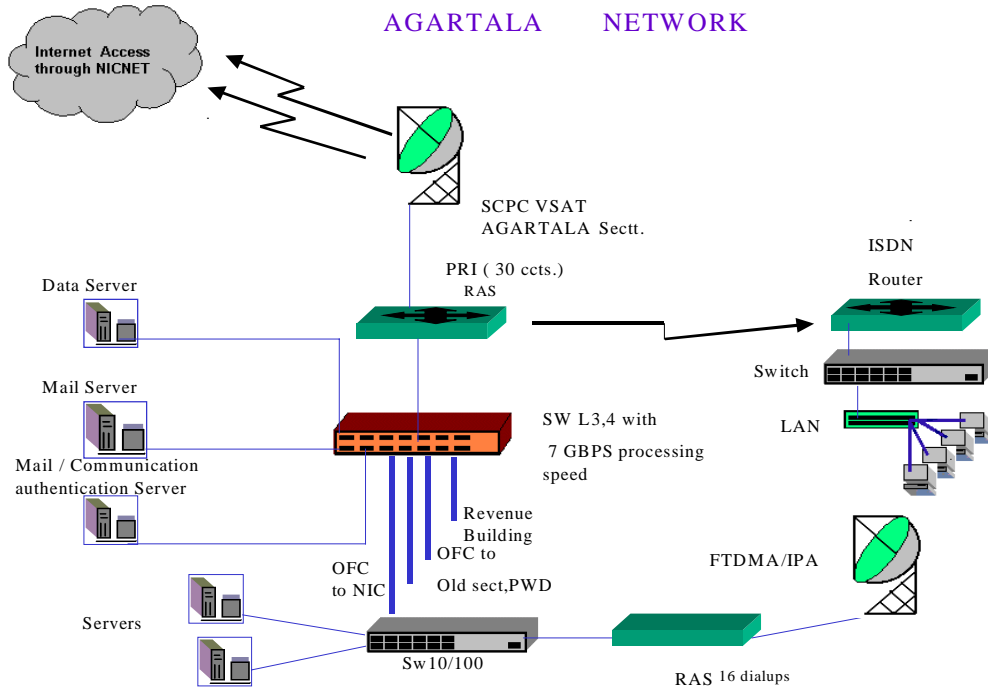 AGARTALA NETWORK
Internet Access
through NICNET
SCPC VSAT
AGARTALA Sectt.
PRI ( 30 ccts.)
RAS
ISDN
Router
Data Server
Switch
Mail Server
SW L3,4 with
7 GBPS processing
speed
LAN
Mail / Communication
authentication Server
Revenue
Building
OFC to
Old sect,PWD
OFC
to NIC
FTDMA/IPA
Servers
Sw10/100
RAS 16 dialups